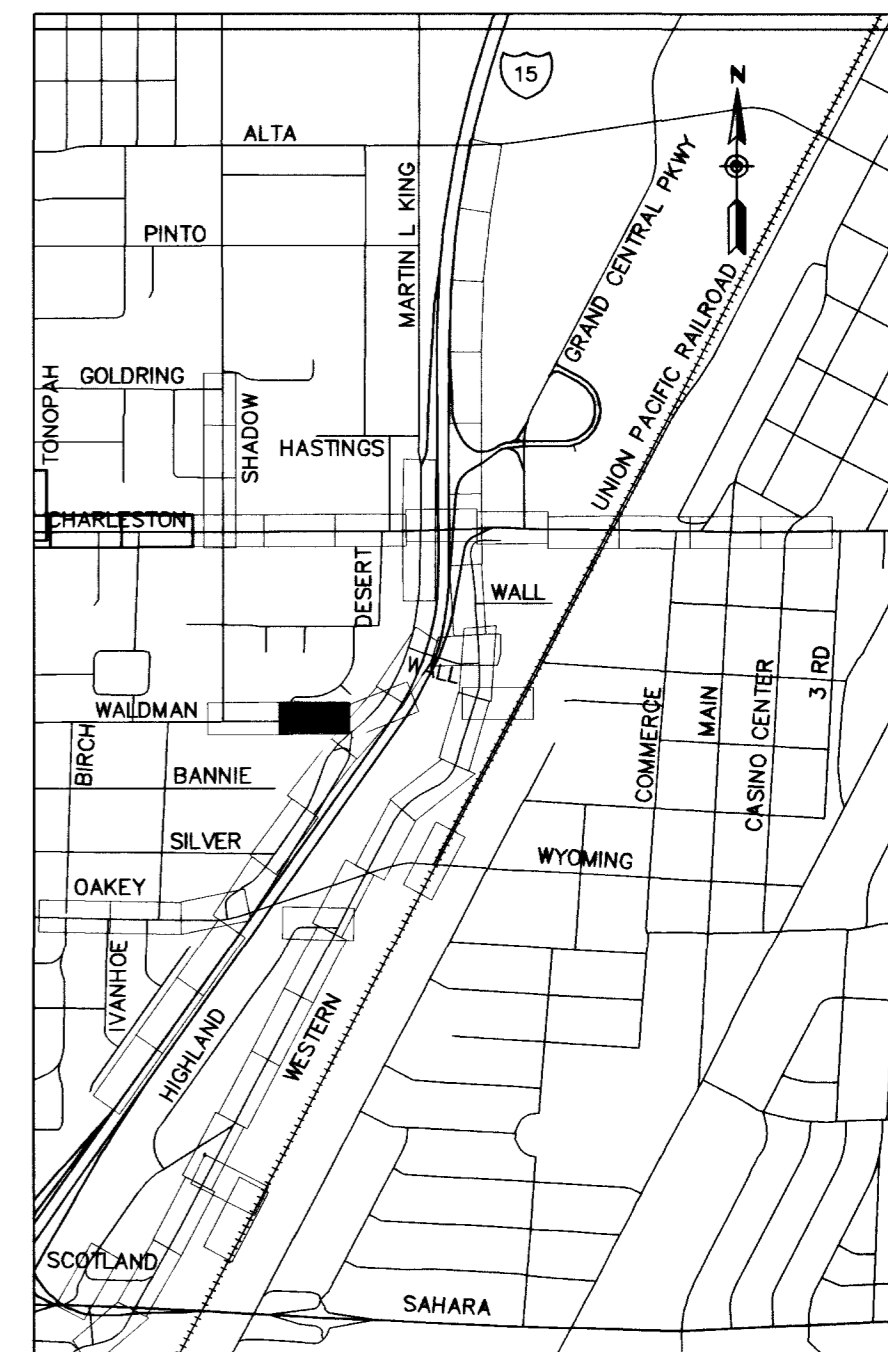 15
N
ALTA
MARTIN L KING
GRAND CENTRAL PKWY
PINTO
UNION PACIFIC RAILROAD
GOLDRING
TONOPAH
SHADOW
HASTINGS
CHARLESTON
DESERT
WALL
WALL
3 RD
CASINO CENTER
MAIN
COMMERCE
WALDMAN
BIRCH
BANNIE
SILVER
WYOMING
OAKEY
IVANHOE
HIGHLAND
WESTERN
SCOTLAND
SAHARA